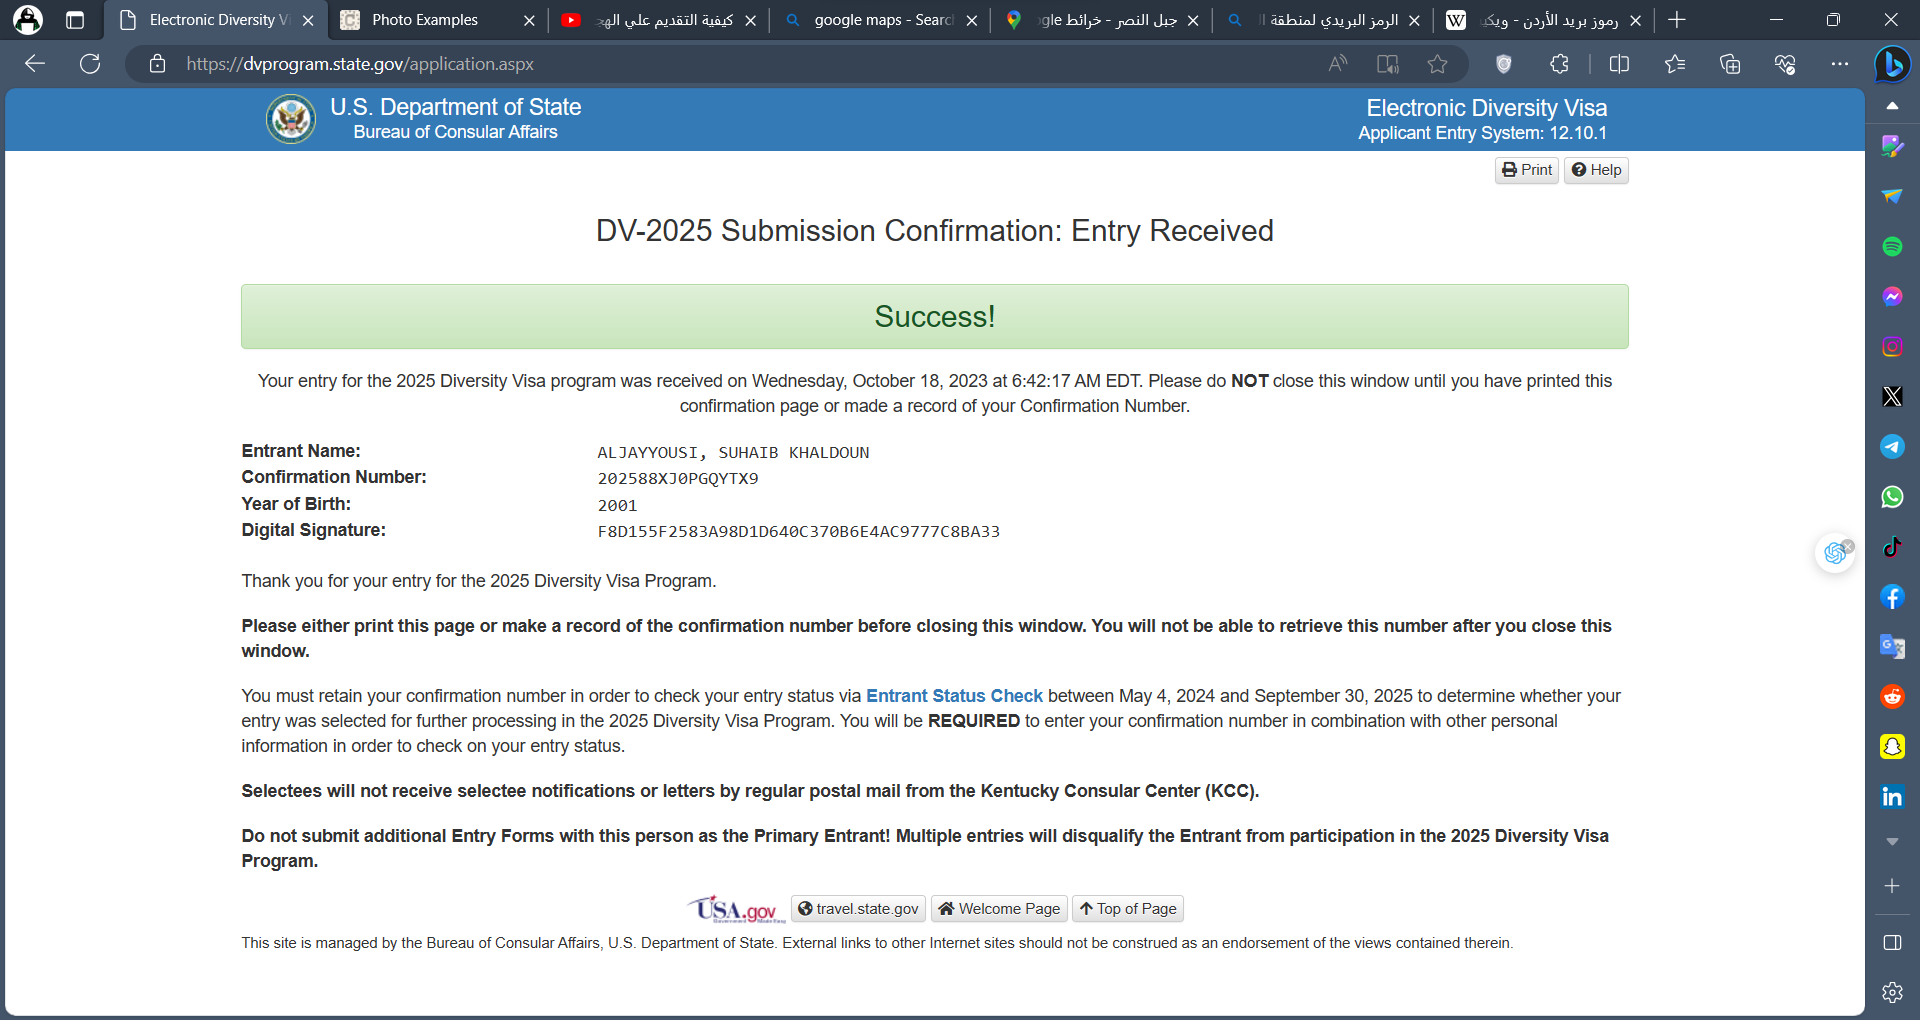 Electronic Diversity Vi
Photo Examples
كيفية التقديم علي الهج
google maps - Searc
جبل النصر - خرائط gle
الرمز البريدي لمنطقة ا
رموز بريد الأردن - ويكي
https://dvprogram.state.gov/application.aspx
U.S. Department of State
Bureau of Consular Affairs
Electronic Diversity Visa
Applicant Entry System: 12.10.1
Print
Help
DV-2025 Submission Confirmation: Entry Received
Success!
Your entry for the 2025 Diversity Visa program was received on Wednesday, October 18, 2023 at 6:42:17 AM EDT. Please do NOT close this window until you have printed this
confirmation page or made a record of your Confirmation Number.
Entrant Name: ALJAYYOUSI, SUHAIB KHALDOUN
Confirmation Number: 202588XJ0PGQYTX9
Year of Birth: 2001
Digital Signature: F8D155F2583A98D1D640C370B6E4AC9777C8BA33
Thank you for your entry for the 2025 Diversity Visa Program.
Please either print this page or make a record of the confirmation number before closing this window. You will not be able to retrieve this number after you close this
window.
You must retain your confirmation number in order to check your entry status via Entrant Status Check between May 4, 2024 and September 30, 2025 to determine whether your
entry was selected for further processing in the 2025 Diversity Visa Program. You will be REQUIRED to enter your confirmation number in combination with other personal
information in order to check on your entry status.
Selectees will not receive selectee notifications or letters by regular postal mail from the Kentucky Consular Center (KCC).
Do not submit additional Entry Forms with this person as the Primary Entrant! Multiple entries will disqualify the Entrant from participation in the 2025 Diversity Visa
Program.
USA.gov
travel.state.gov
Welcome Page
Top of Page
This site is managed by the Bureau of Consular Affairs, U.S. Department of State. External links to other Internet sites should not be construed as an endorsement of the views contained therein.